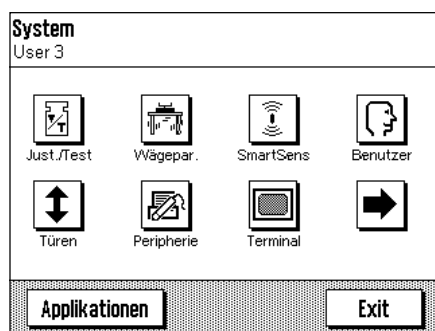 System
User 3
Just./Test Wägepar. SmartSens Benutzer
Türen Peripherie Terminal
Applikationen Exit